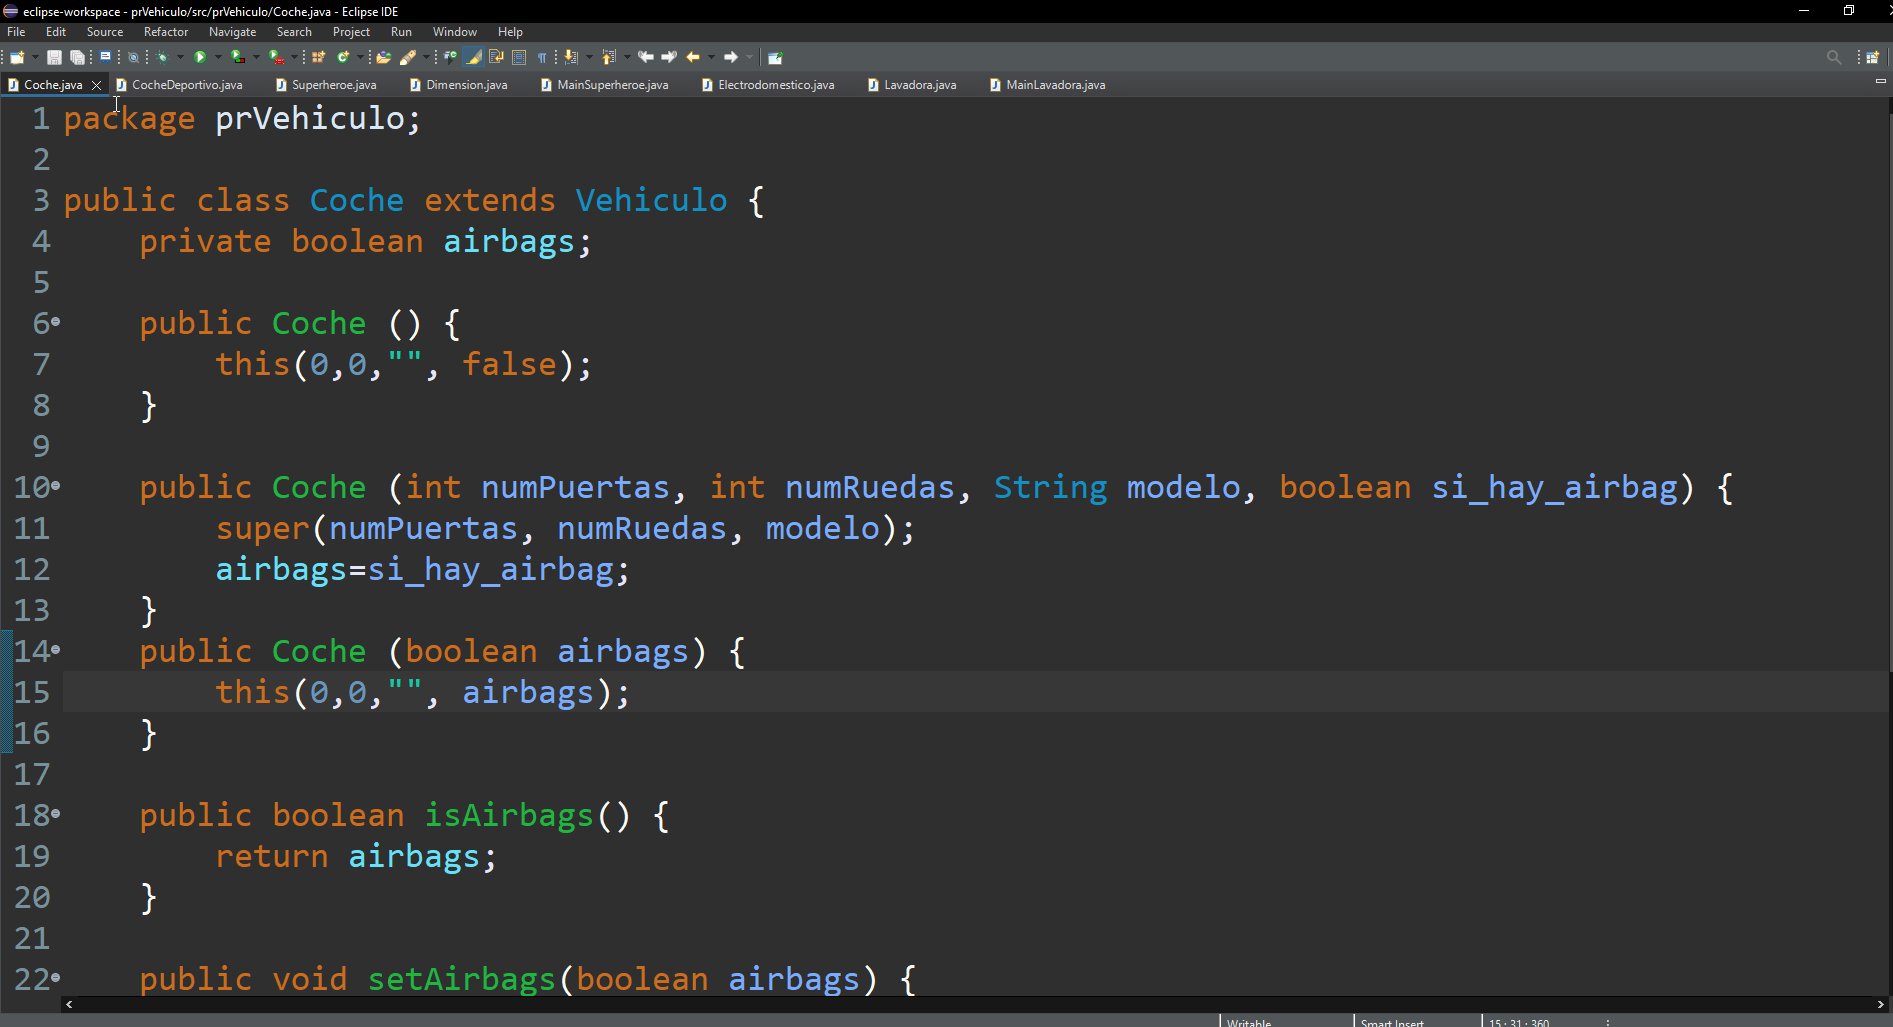 eclipse-workspace - prVehiculo/src/prVehiculo/Coche.java - Eclipse IDE
File Edit Source Refactor Navigate Search Project Run Window Help
Coche.java CocheDeportivo.java Superheroe.java Dimension.java MainSuperheroe.java Electrodomestico.java Lavadora.java MainLavadora.java
1 package prVehiculo;
2
3 public class Coche extends Vehiculo {
4 private boolean airbags;
5
6 public Coche () {
7 this(0,0,"", false);
8 }
9
10 public Coche (int numPuertas, int numRuedas, String modelo, boolean si_hay_airbag) {
11 super(numPuertas, numRuedas, modelo);
12 airbags=si_hay_airbag;
13 }
14 public Coche (boolean airbags) {
15 this(0,0,"", airbags);
16 }
17
18 public boolean isAirbags() {
19 return airbags;
20 }
21
22 public void setAirbags(boolean airbags) {
Writable Smart Insert 15 : 31 : 360